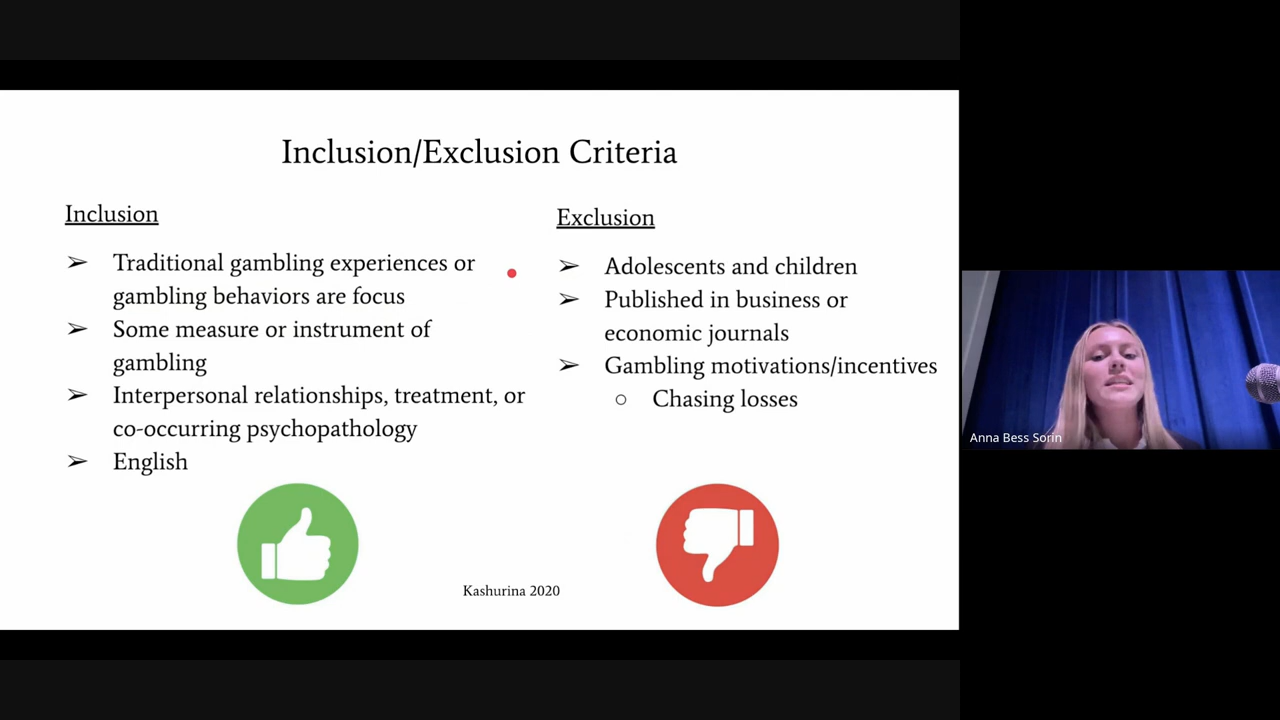 Inclusion/Exclusion Criteria
Inclusion
➢ Traditional gambling experiences or
gambling behaviors are focus
➢ Some measure or instrument of
gambling
➢ Interpersonal relationships, treatment, or
co-occurring psychopathology
➢ English
Exclusion
➢ Adolescents and children
➢ Published in business or
economic journals
➢ Gambling motivations/incentives
○ Chasing losses
Kashurina 2020
Anna Bess Sorin